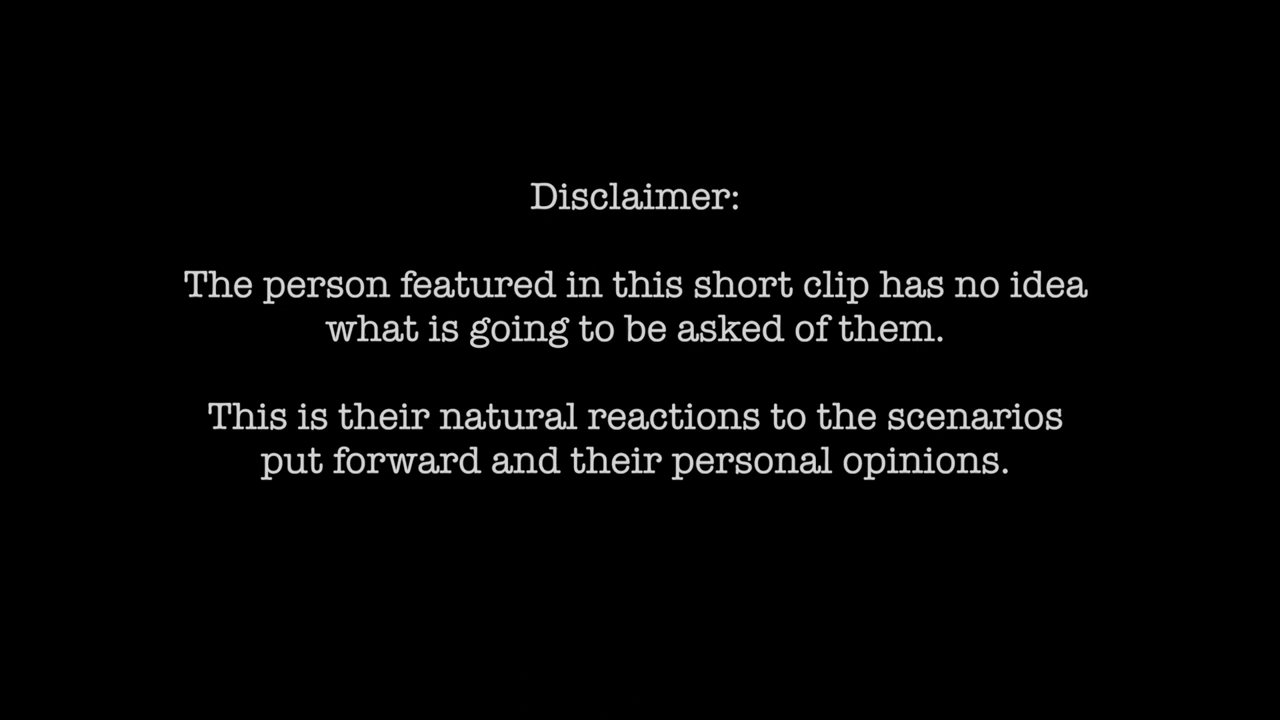 Disclaimer:
The person featured in this short clip has no idea
what is going to be asked of them.
This is their natural reactions to the scenarios
put forward and their personal opinions.